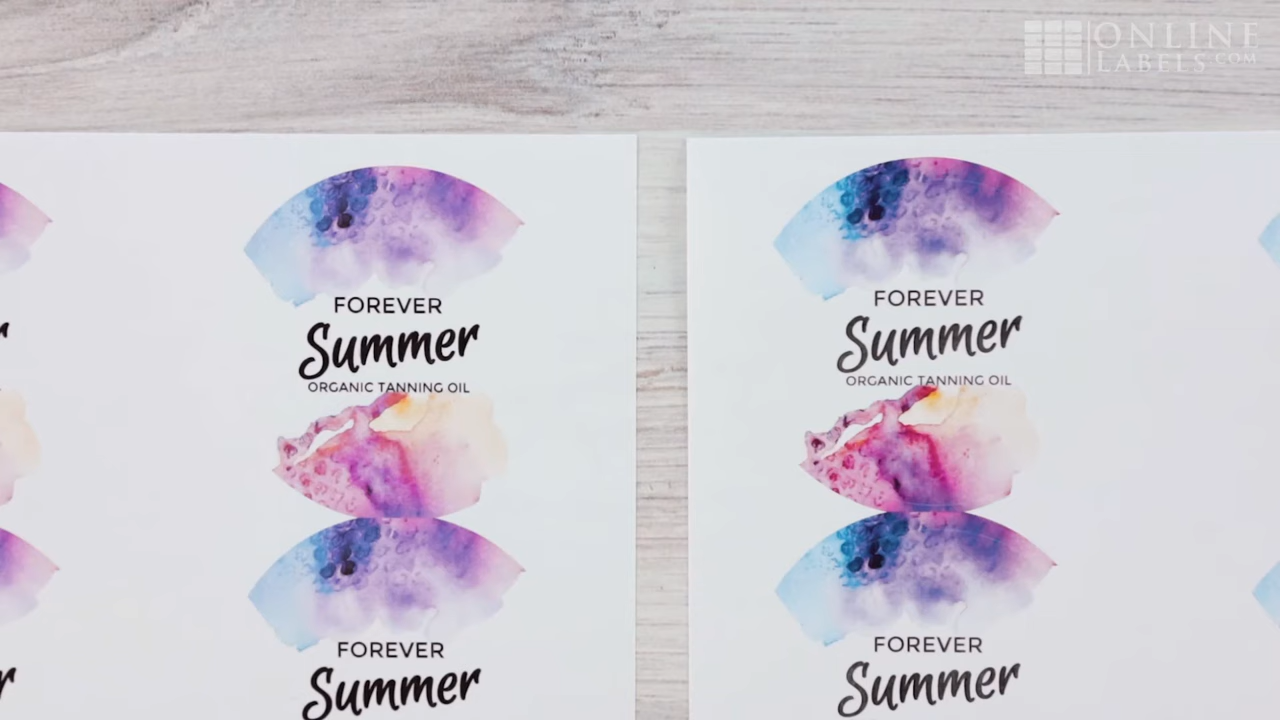 ONLINE
LABELS.COM
FOREVER
Summer
ORGANIC TANNING OIL
FOREVER
Summer
FOREVER
Summer
ORGANIC TANNING OIL
FOREVER
Summer